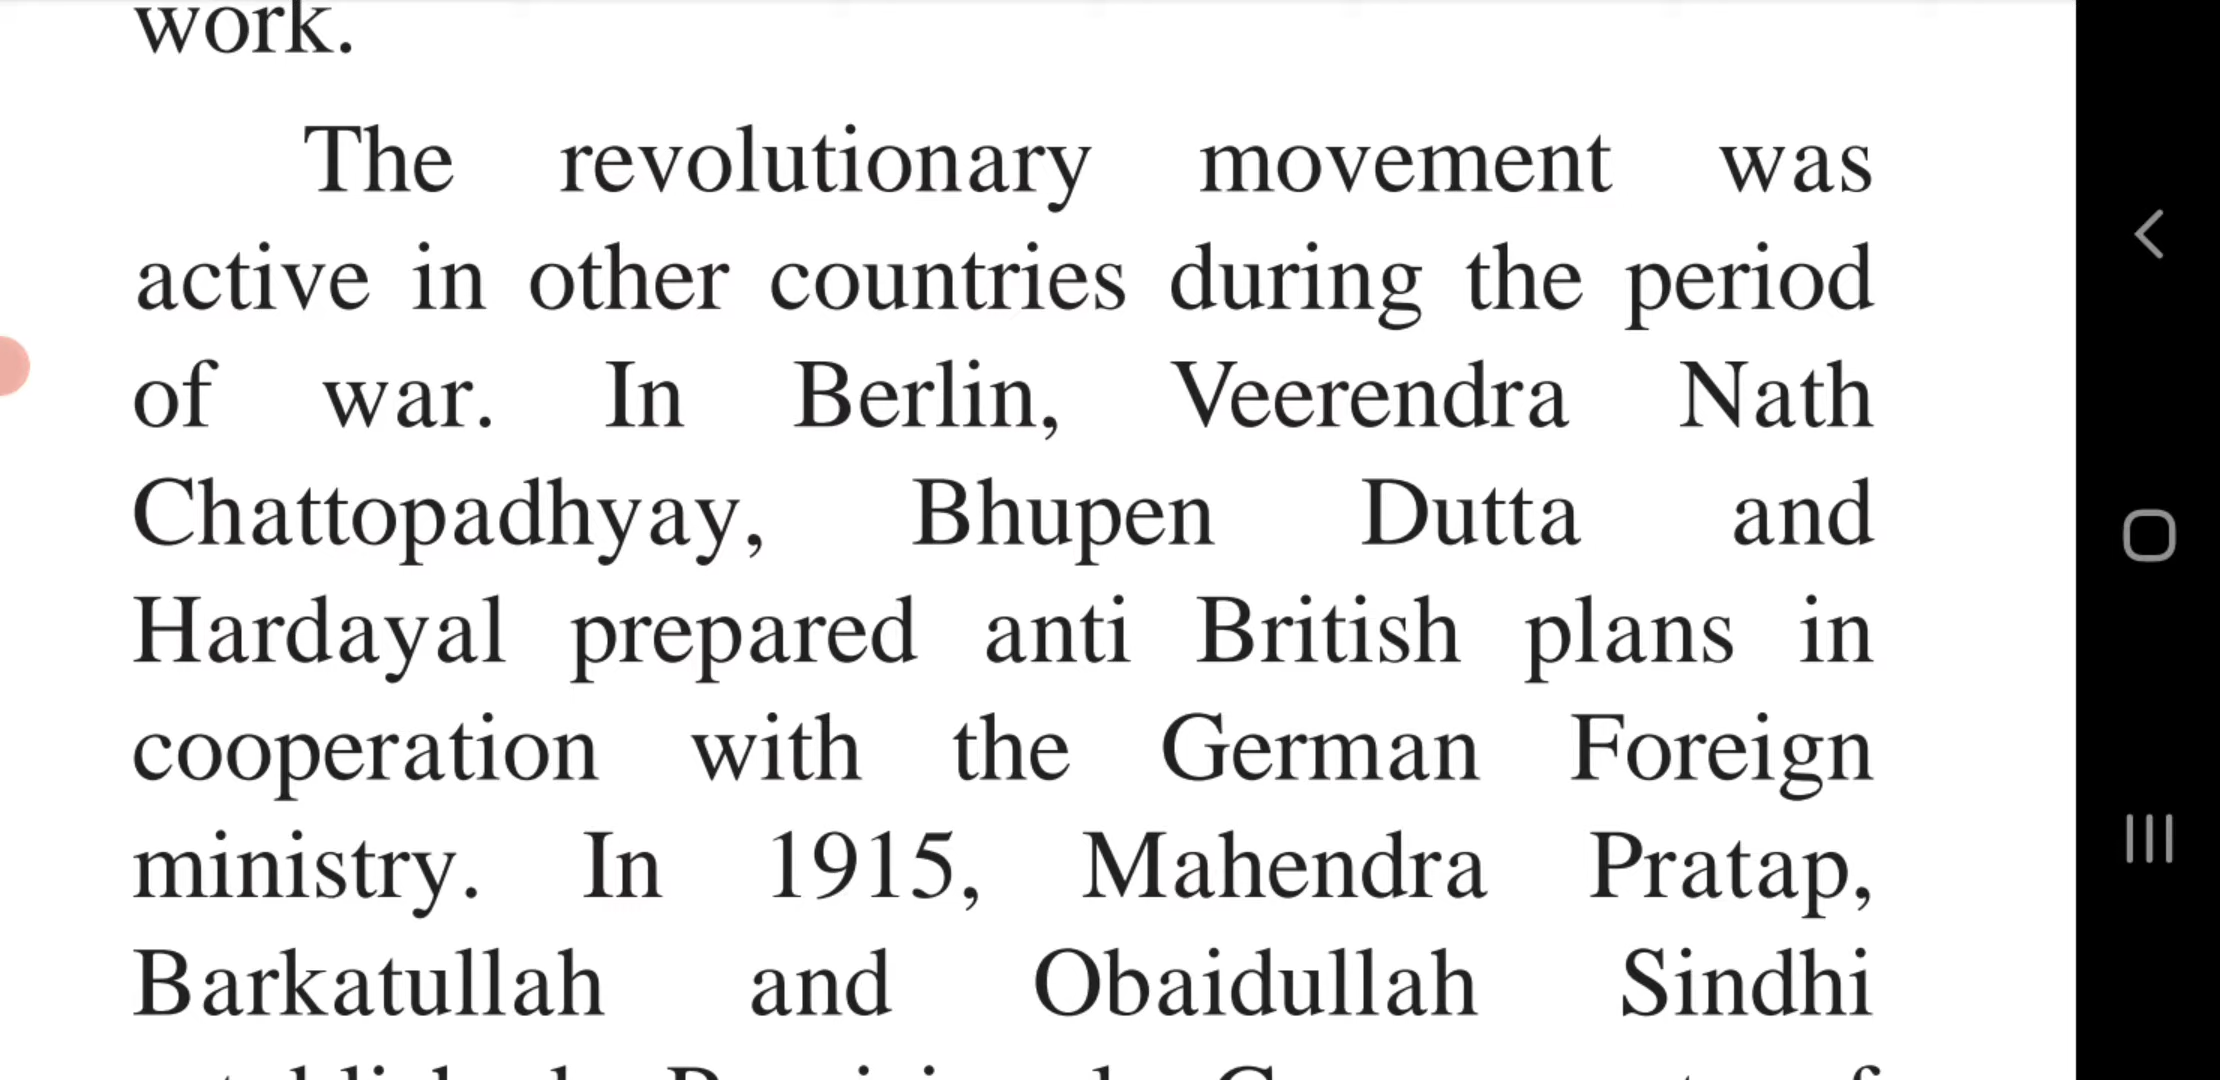 work.
The revolutionary movement was
active in other countries during the period
of war. In Berlin, Veerendra Nath
Chattopadhyay, Bhupen Dutta and
Hardayal prepared anti British plans in
cooperation with the German Foreign
ministry. In 1915, Mahendra Pratap,
Barkatullah and Obaidullah Sindhi